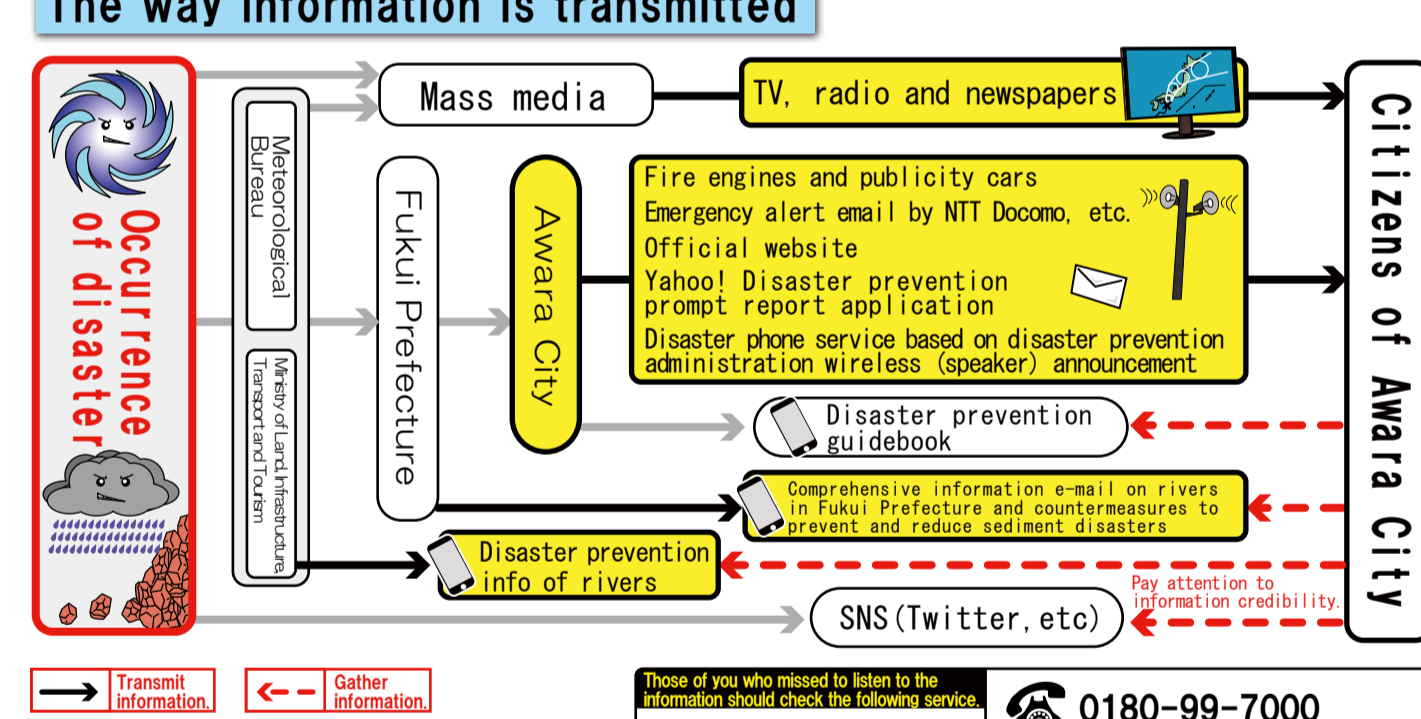 The way information is transmitted
Occurrence
of disaster
Meteorological
Bureau
Ministry of Land, Infrastructure,
Transport and Tourism
Mass media
TV, radio and newspapers
Fukui Prefecture
Awara City
Fire engines and publicity cars
Emergency alert email by NTT Docomo, etc.
Official website
Yahoo! Disaster prevention
prompt report application
Disaster phone service based on disaster prevention
administration wireless (speaker) announcement
Disaster prevention
guidebook
Comprehensive information e-mail on rivers
in Fukui Prefecture and countermeasures to
prevent and reduce sediment disasters
Disaster prevention
info of rivers
SNS(Twitter,etc)
Pay attention to
information credibility.
Citizens of Awara City
Transmit
information.
Gather
information.
Those of you who missed to listen to the
information should check the following service.
0180-99-7000